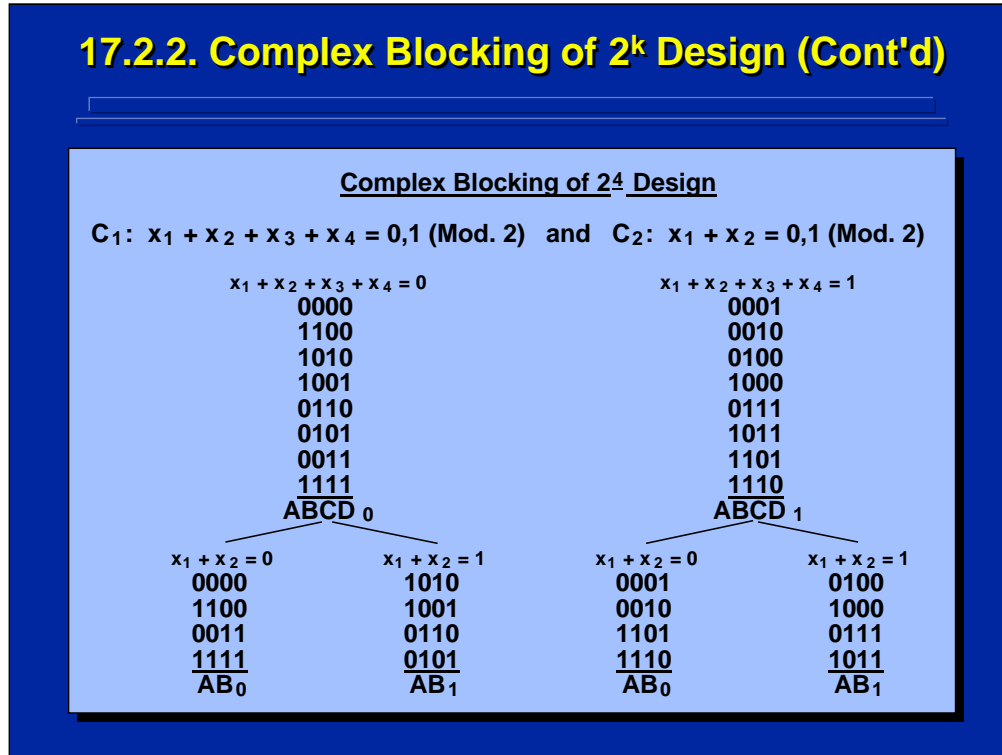 17.2.2. Complex Blocking of 2ᵏ Design (Cont'd)
Complex Blocking of 2⁴ Design
C₁: x₁ + x₂ + x₃ + x₄ = 0,1 (Mod. 2) and C₂: x₁ + x₂ = 0,1 (Mod. 2)
x₁ + x₂ + x₃ + x₄ = 0
0000
1100
1010
1001
0110
0101
0011
1111
ABCD ₀
x₁ + x₂ + x₃ + x₄ = 1
0001
0010
0100
1000
0111
1011
1101
1110
ABCD ₁
x₁ + x₂ = 0
0000
1100
0011
1111
AB₀
x₁ + x₂ = 1
1010
1001
0110
0101
AB₁
x₁ + x₂ = 0
0001
0010
1101
1110
AB₀
x₁ + x₂ = 1
0100
1000
0111
1011
AB₁